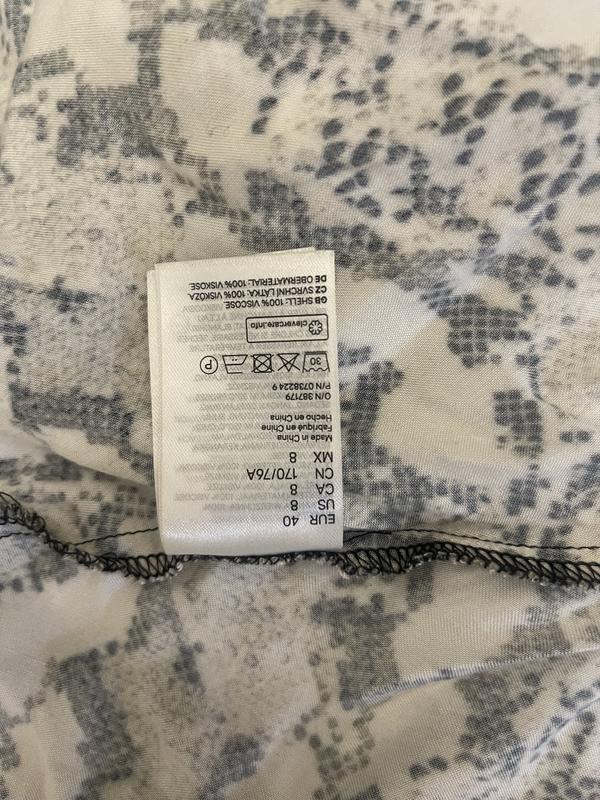 EUR 40
US 8
CA 8
CN 170/76A
MX 8
Made in China
Fabriqué en Chine
Hecho en China
O/N 387179
P/N 0738224 9
30
P
clevercare.info
GB SHELL: 100% VISCOSE.
CZ SVRCHNÍ LÁTKA: 100% VISKÓZA
DE OBERMATERIAL: 100% VISKOSE.